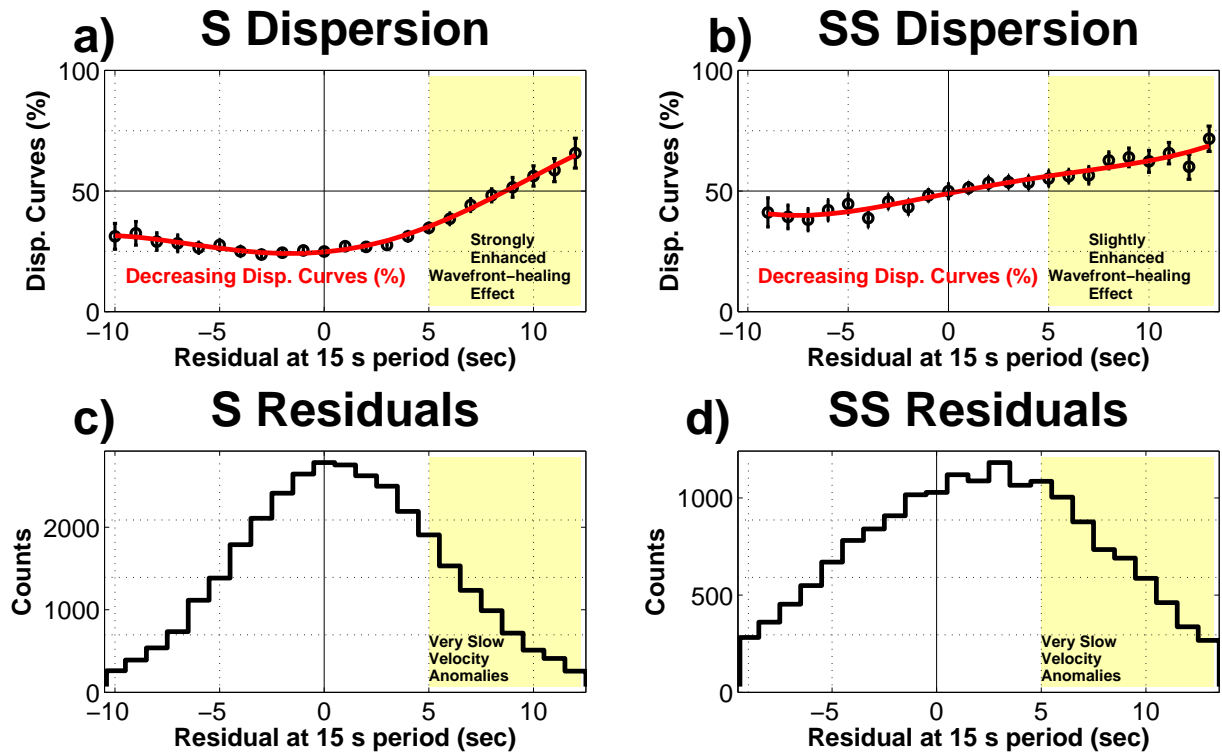 a) S Dispersion
Disp. Curves (%)
100
50
0
Strongly
Enhanced
Wavefront−healing
Effect
Decreasing Disp. Curves (%)
−10 −5 0 5 10
Residual at 15 s period (sec)
b) SS Dispersion
Disp. Curves (%)
100
50
0
Slightly
Enhanced
Wavefront−healing
Effect
Decreasing Disp. Curves (%)
−10 −5 0 5 10
Residual at 15 s period (sec)
c) S Residuals
Counts
2000
1000
0
Very Slow
Velocity
Anomalies
−10 −5 0 5 10
Residual at 15 s period (sec)
d) SS Residuals
Counts
1000
500
0
Very Slow
Velocity
Anomalies
−5 0 5 10
Residual at 15 s period (sec)